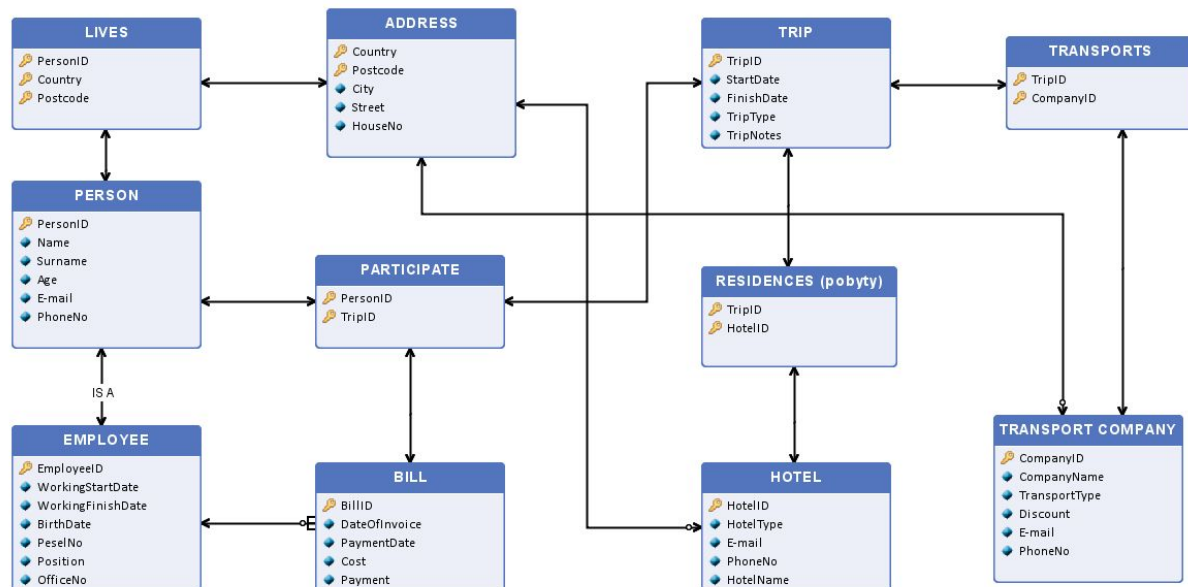 LIVES
PersonID
Country
Postcode
ADDRESS
Country
Postcode
City
Street
HouseNo
TRIP
TripID
StartDate
FinishDate
TripType
TripNotes
TRANSPORTS
TripID
CompanyID
PERSON
PersonID
Name
Surname
Age
E-mail
PhoneNo
PARTICIPATE
PersonID
TripID
RESIDENCES (pobyty)
TripID
HotelID
IS A
EMPLOYEE
EmployeeID
WorkingStartDate
WorkingFinishDate
BirthDate
PeselNo
Position
OfficeNo
BILL
BillID
DateOfInvoice
PaymentDate
Cost
Payment
HOTEL
HotelID
HotelType
E-mail
PhoneNo
HotelName
TRANSPORT COMPANY
CompanyID
CompanyName
TransportType
Discount
E-mail
PhoneNo